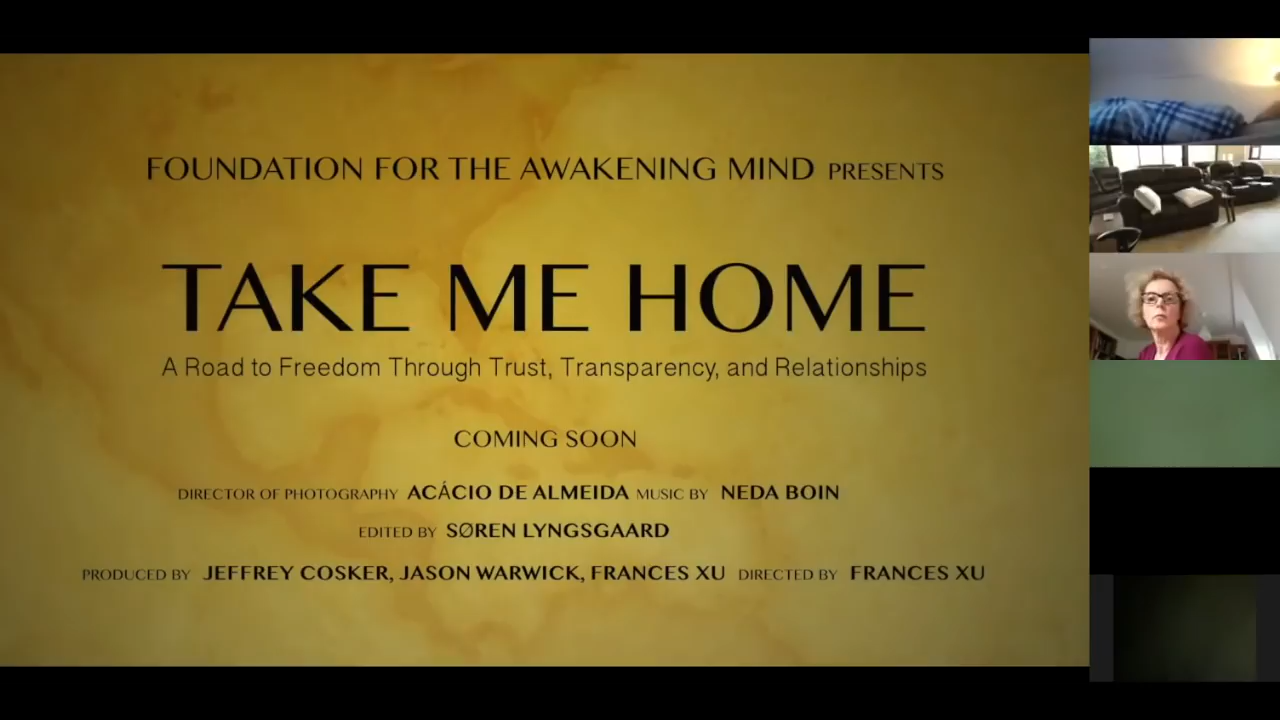 FOUNDATION FOR THE AWAKENING MIND PRESENTS
TAKE ME HOME
A Road to Freedom Through Trust, Transparency, and Relationships
COMING SOON
DIRECTOR OF PHOTOGRAPHY ACÁCIO DE ALMEIDA MUSIC BY NEDA BOIN
EDITED BY SØREN LYNGSGAARD
PRODUCED BY JEFFREY COSKER, JASON WARWICK, FRANCES XU DIRECTED BY FRANCES XU